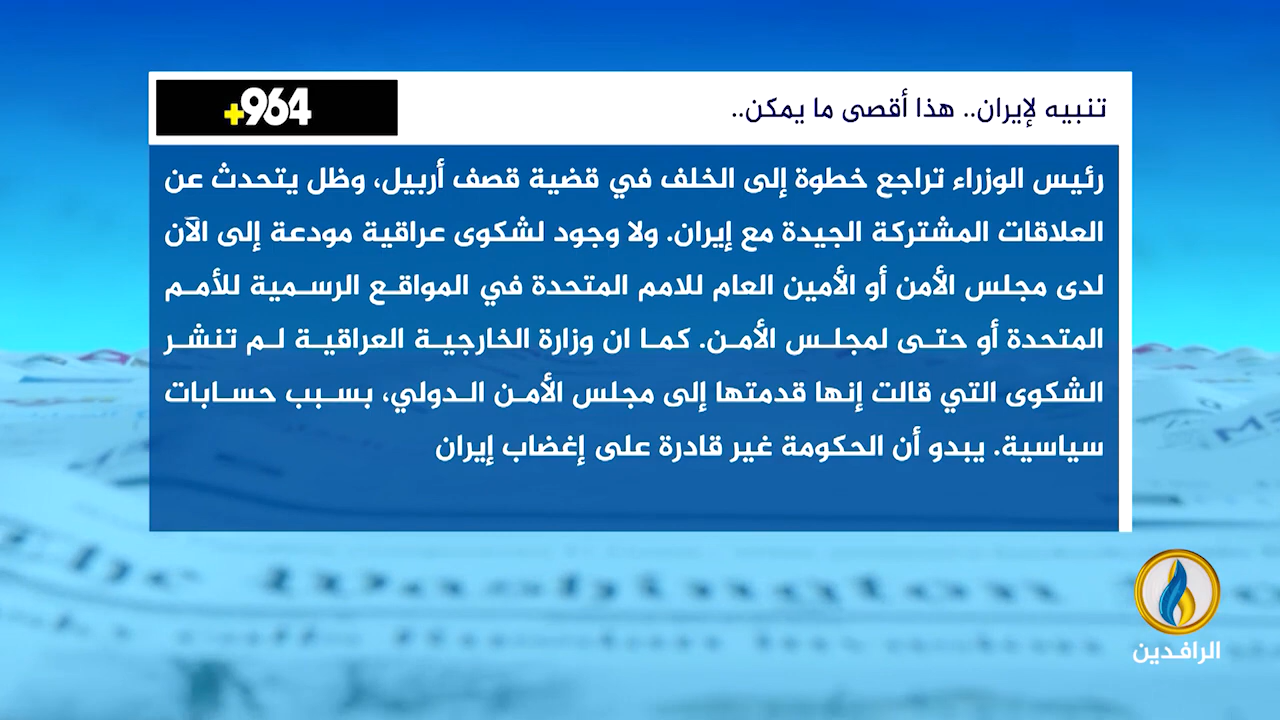 +964
تنبيه لإيران.. هذا أقصى ما يمكن..
رئيس الوزراء تراجع خطوة إلى الخلف في قضية قصف أربيل، وظل يتحدث عن
العلاقات المشتركة الجيدة مع إيران. ولا وجود لشكوى عراقية مودعة إلى الآن
لدى مجلس الأمن أو الأمين العام للامم المتحدة في المواقع الرسمية للأمم
المتحدة أو حتى لمجلس الأمن. كما ان وزارة الخارجية العراقية لم تنشر
الشكوى التي قالت إنها قدمتها إلى مجلس الأمن الدولي، بسبب حسابات
سياسية. يبدو أن الحكومة غير قادرة على إغضاب إيران
الرافدين